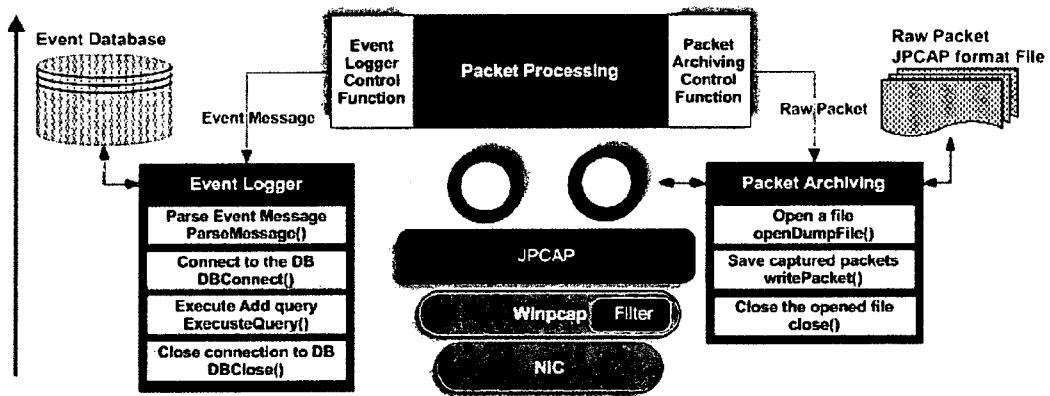 Event Database
Event
Logger
Control
Function
Packet Processing
Packet
Archiving
Control
Function
Raw Packet
JPCAP format File
Event Message
Raw Packet
Event Logger
Parse Event Message
ParseMessage()
Connect to the DB
DBConnect()
Execute Add query
ExecusteQuery()
Close connection to DB
DBClose()
JPCAP
Winpcap
Filter
NIC
Packet Archiving
Open a file
openDumpFile()
Save captured packets
writePacket()
Close the opened file
close()